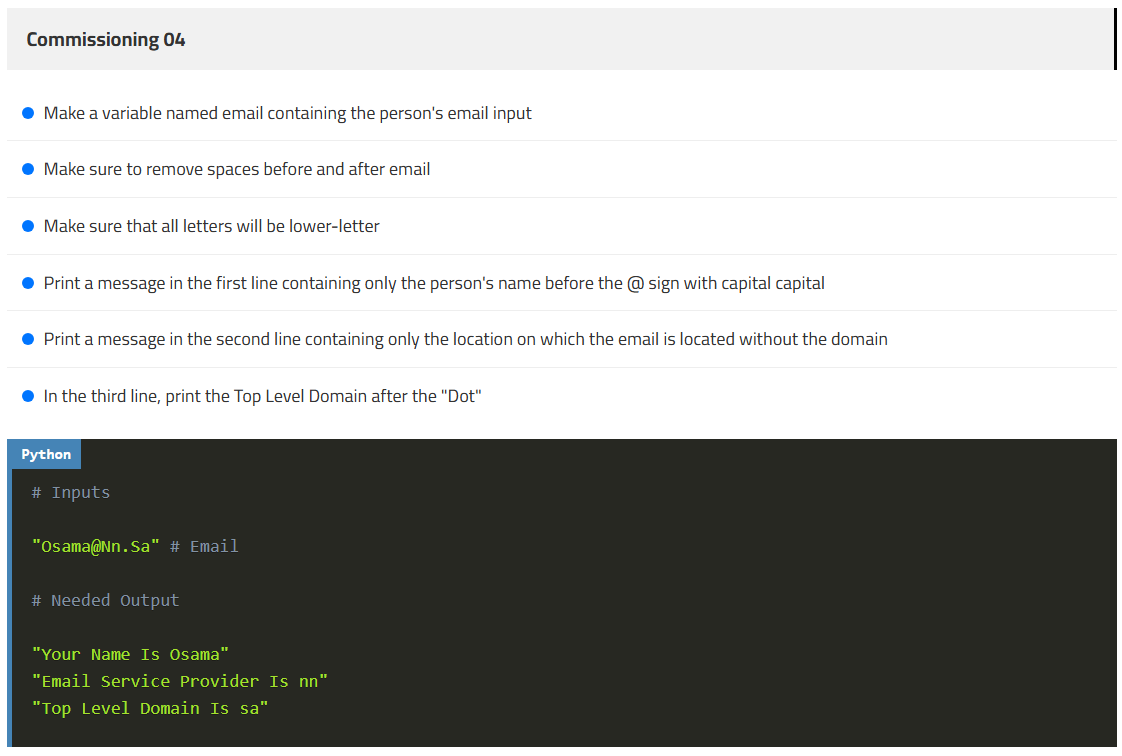 Commissioning 04
Make a variable named email containing the person's email input
Make sure to remove spaces before and after email
Make sure that all letters will be lower-letter
Print a message in the first line containing only the person's name before the @ sign with capital capital
Print a message in the second line containing only the location on which the email is located without the domain
In the third line, print the Top Level Domain after the "Dot"
Python
# Inputs
"Osama@Nn.Sa" # Email
# Needed Output
"Your Name Is Osama"
"Email Service Provider Is nn"
"Top Level Domain Is sa"